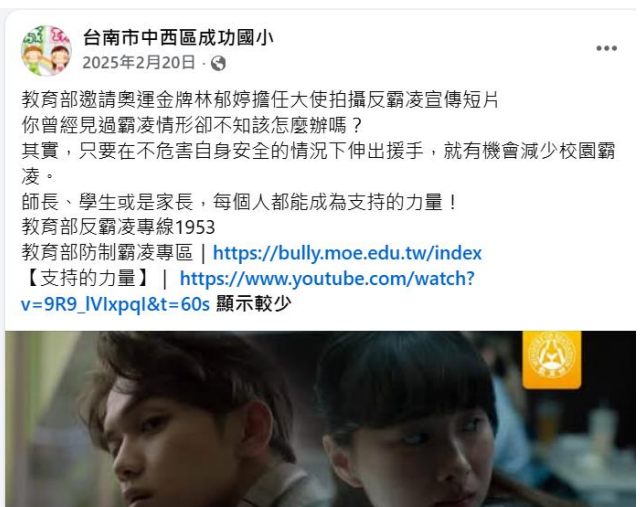 台南市中西區成功國小
2025年2月20日 ·
教育部邀請奧運金牌林郁婷擔任大使拍攝反霸凌宣傳短片
你曾經見過霸凌情形卻不知該怎麼辦嗎？
其實，只要在不危害自身安全的情況下伸出援手，就有機會減少校園霸
凌。
師長、學生或是家長，每個人都能成為支持的力量！
教育部反霸凌專線1953
教育部防制霸凌專區 | https://bully.moe.edu.tw/index
【支持的力量】 | https://www.youtube.com/watch?
v=9R9_lVIxpqI&t=60s 顯示較少